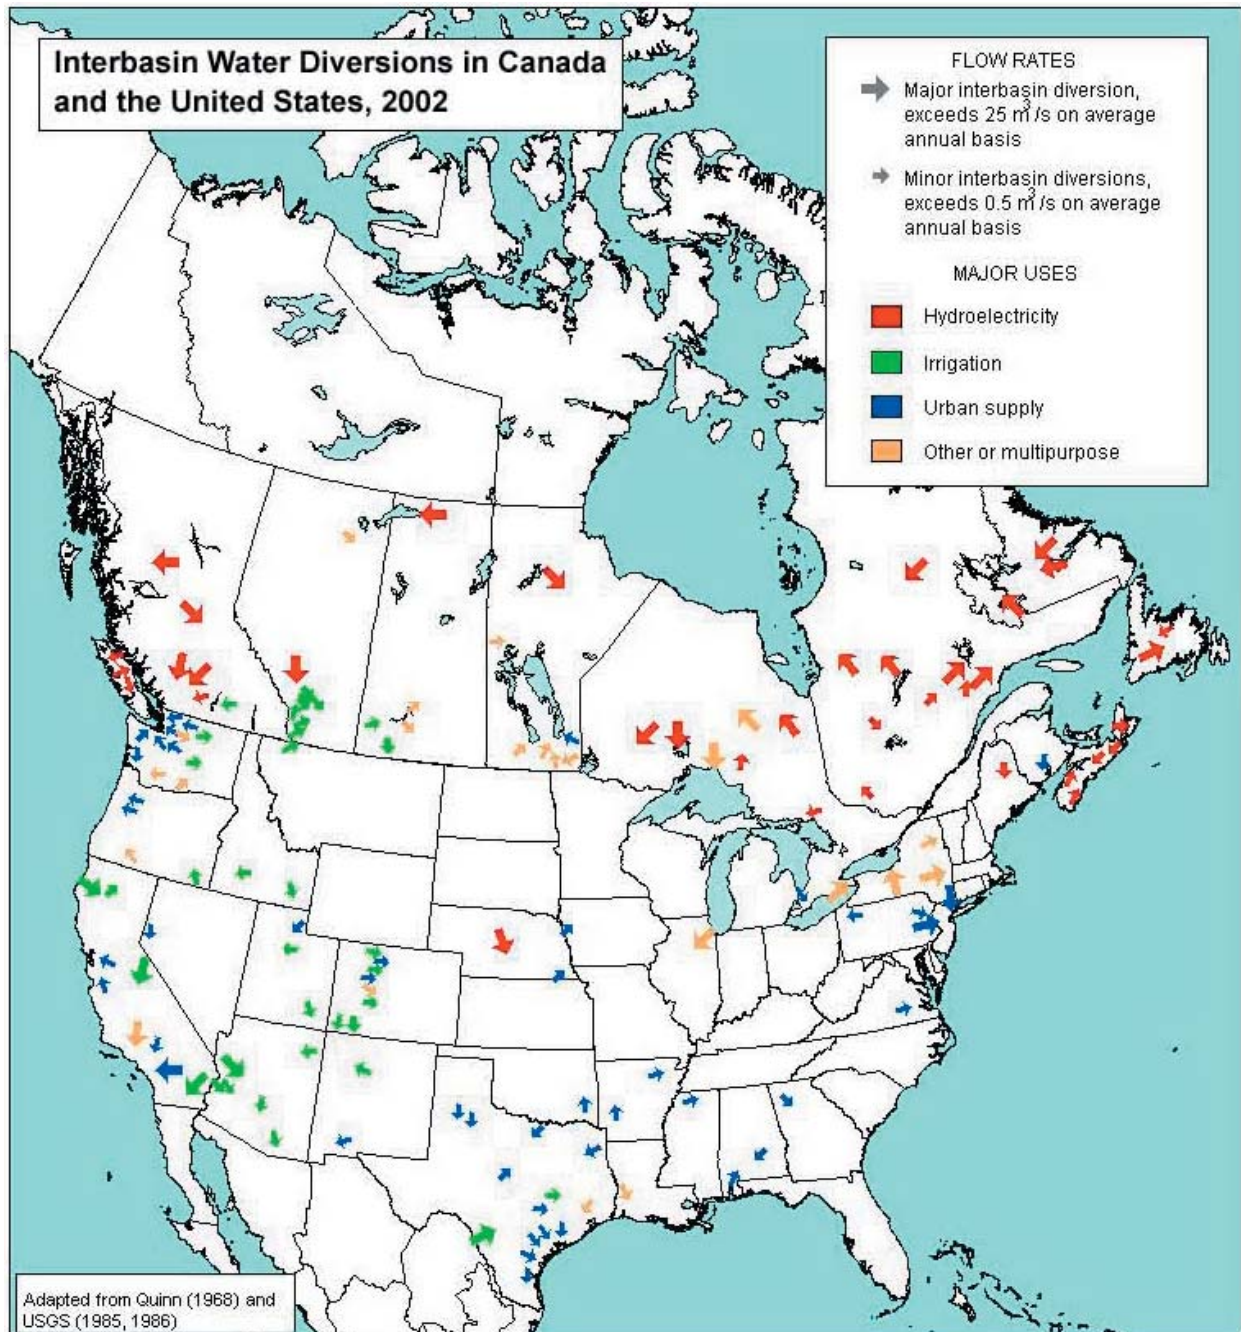 Interbasin Water Diversions in Canada
and the United States, 2002
FLOW RATES
Major interbasin diversion,
exceeds 25 m³/s on average
annual basis
Minor interbasin diversions,
exceeds 0.5 m³/s on average
annual basis
MAJOR USES
Hydroelectricity
Irrigation
Urban supply
Other or multipurpose
Adapted from Quinn (1968) and
USGS (1985, 1986)